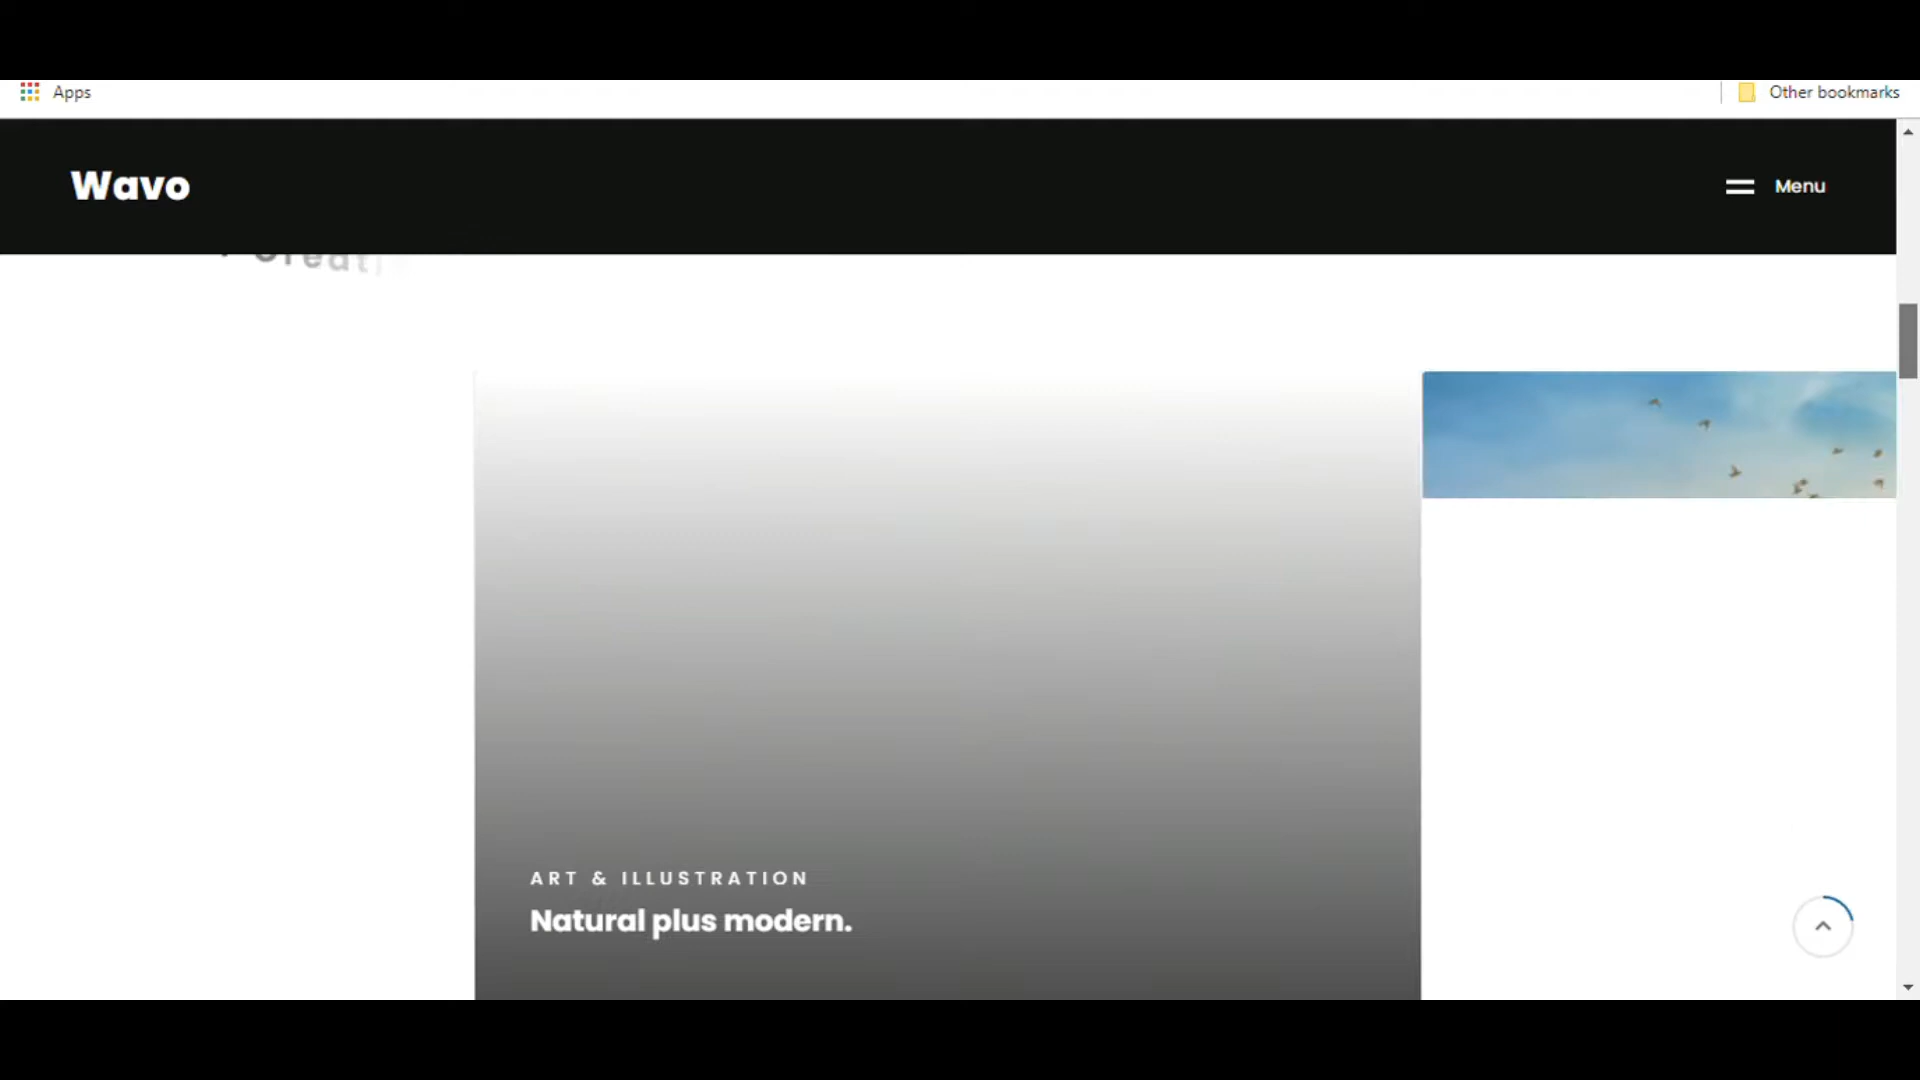 Apps
Other bookmarks
Wavo
Menu
ART & ILLUSTRATION
Natural plus modern.